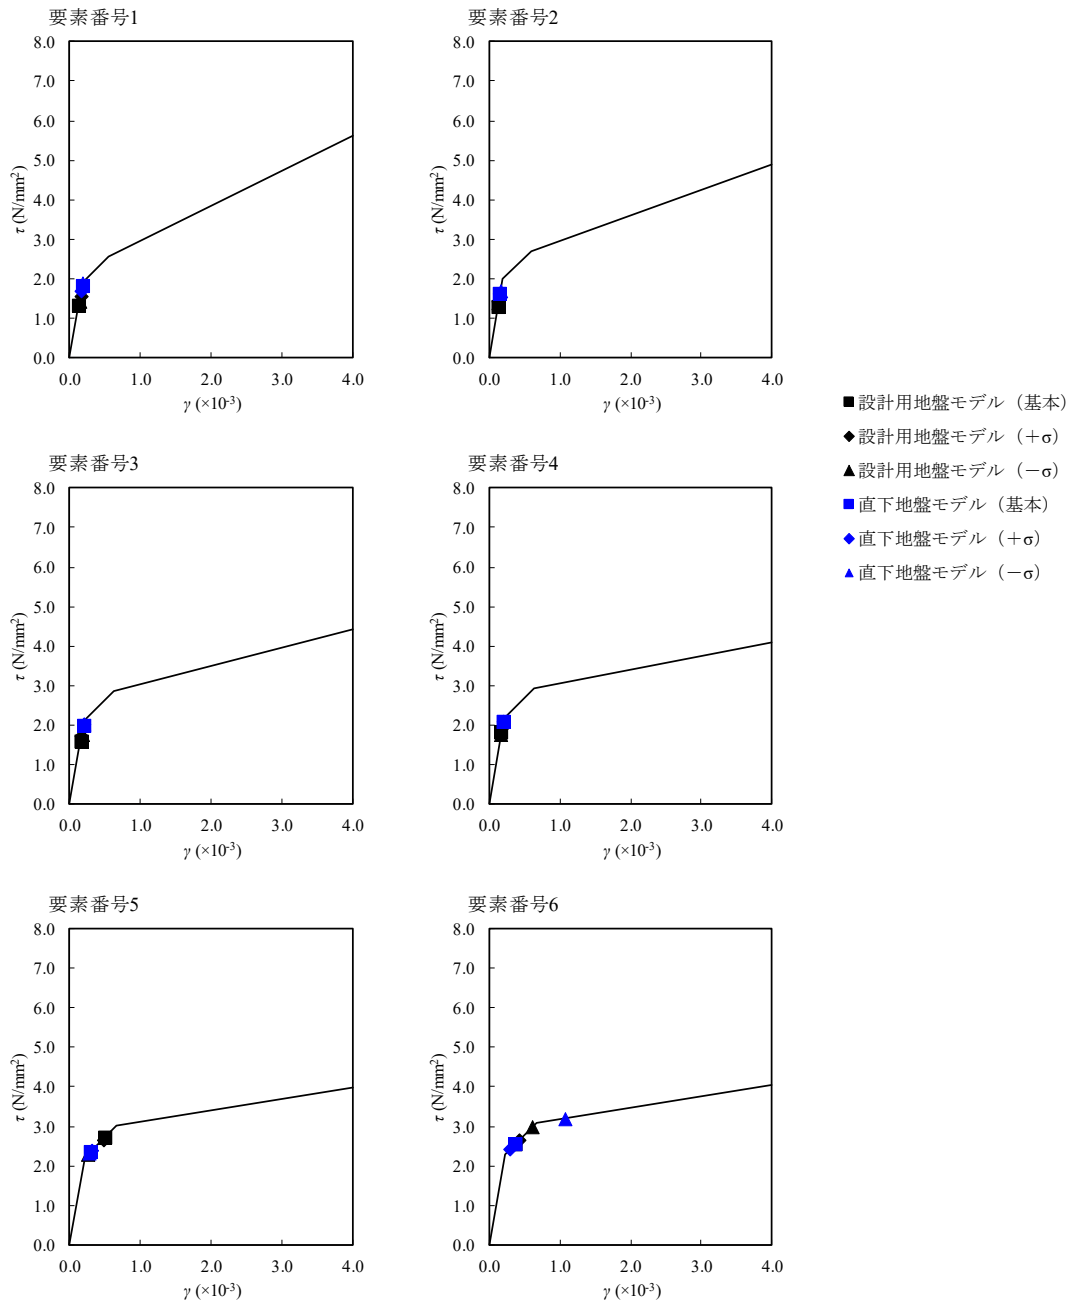 要素番号1
8.0
7.0
6.0
5.0
4.0
3.0
2.0
1.0
0.0
τ (N/mm²)
0.0 1.0 2.0 3.0 4.0
γ (×10⁻³)
要素番号2
8.0
7.0
6.0
5.0
4.0
3.0
2.0
1.0
0.0
τ (N/mm²)
0.0 1.0 2.0 3.0 4.0
γ (×10⁻³)
設計用地盤モデル（基本）
設計用地盤モデル（＋σ）
設計用地盤モデル（－σ）
直下地盤モデル（基本）
直下地盤モデル（＋σ）
直下地盤モデル（－σ）
要素番号3
8.0
7.0
6.0
5.0
4.0
3.0
2.0
1.0
0.0
τ (N/mm²)
0.0 1.0 2.0 3.0 4.0
γ (×10⁻³)
要素番号4
8.0
7.0
6.0
5.0
4.0
3.0
2.0
1.0
0.0
τ (N/mm²)
0.0 1.0 2.0 3.0 4.0
γ (×10⁻³)
要素番号5
8.0
7.0
6.0
5.0
4.0
3.0
2.0
1.0
0.0
τ (N/mm²)
0.0 1.0 2.0 3.0 4.0
γ (×10⁻³)
要素番号6
8.0
7.0
6.0
5.0
4.0
3.0
2.0
1.0
0.0
τ (N/mm²)
0.0 1.0 2.0 3.0 4.0
γ (×10⁻³)